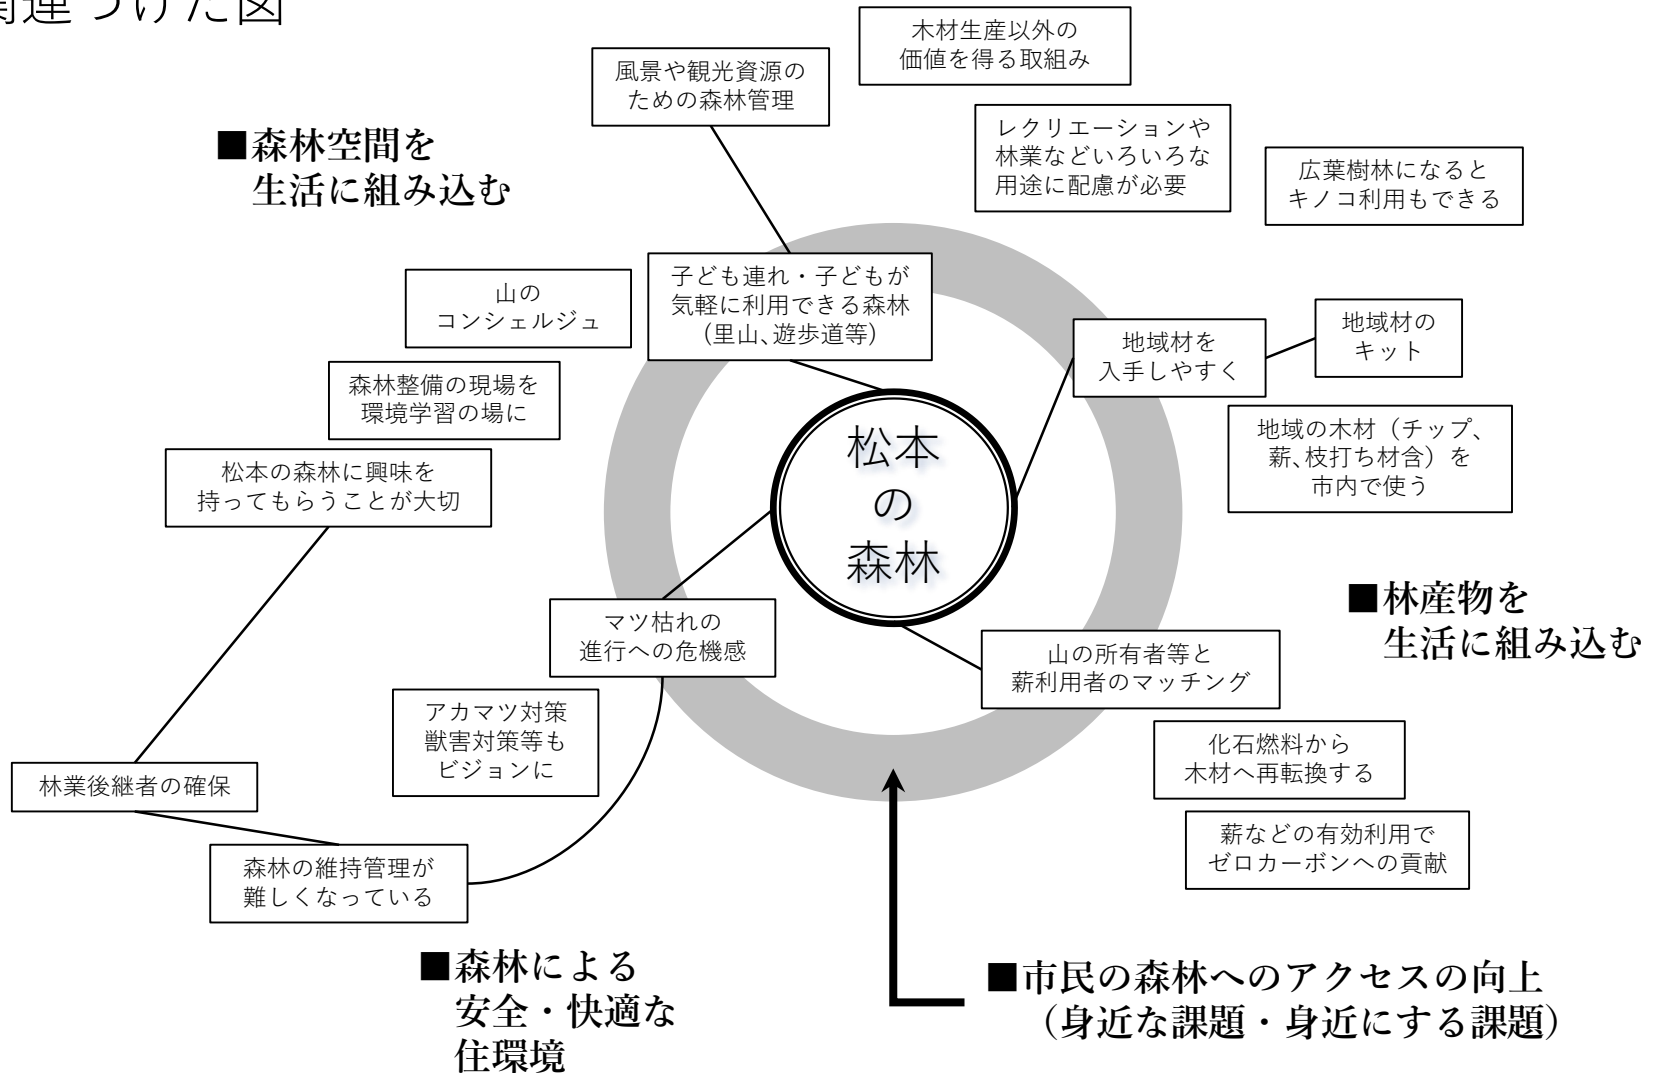 関連づけた図
木材生産以外の
価値を得る取組み
風景や観光資源の
ための森林管理
レクリエーションや
林業などいろいろな
用途に配慮が必要
■森林空間を
生活に組み込む
広葉樹林になると
キノコ利用もできる
子ども連れ・子どもが
気軽に利用できる森林
（里山、遊歩道等）
山の
コンシェルジュ
地域材を
入手しやすく
地域材の
キット
森林整備の現場を
環境学習の場に
地域の木材（チップ、
薪、枝打ち材含）を
市内で使う
松本の森林に興味を
持ってもらうことが大切
松本
の
森林
■林産物を
生活に組み込む
マツ枯れの
進行への危機感
山の所有者等と
薪利用者のマッチング
アカマツ対策
獣害対策等も
ビジョンに
化石燃料から
木材へ再転換する
林業後継者の確保
薪などの有効利用で
ゼロカーボンへの貢献
森林の維持管理が
難しくなっている
■森林による
安全・快適な
住環境
■市民の森林へのアクセスの向上
（身近な課題・身近にする課題）